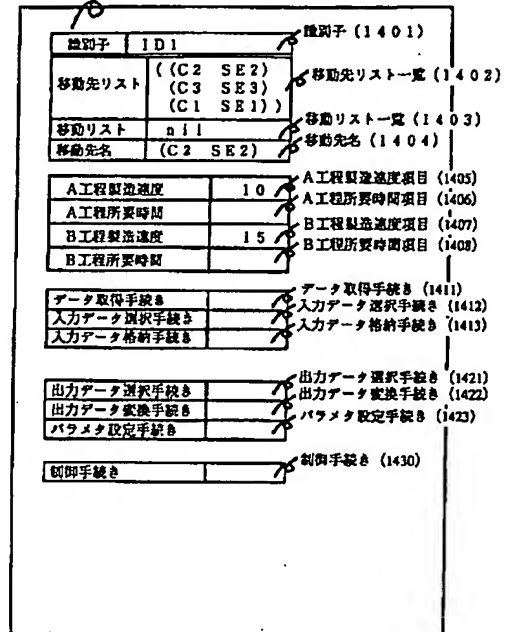 識別子 ID1 識別子 (1401)
移動先リスト ((C2 SE2) (C3 SE3) (C1 SE1)) 移動先リスト一覧 (1402)
移動リスト nil 移動リスト一覧 (1403)
移動先名 (C2 SE2) 移動先名 (1404)
A工程製造速度 10 A工程製造速度項目 (1405)
A工程所要時間 A工程所要時間項目 (1406)
B工程製造速度 15 B工程製造速度項目 (1407)
B工程所要時間 B工程所要時間項目 (1408)
データ取得手続き データ取得手続き (1411)
入力データ選択手続き 入力データ選択手続き (1412)
入力データ格納手続き 入力データ格納手続き (1413)
出力データ選択手続き 出力データ選択手続き (1421)
出力データ変換手続き 出力データ変換手続き (1422)
パラメタ設定手続き パラメタ設定手続き (1423)
制御手続き 制御手続き (1430)